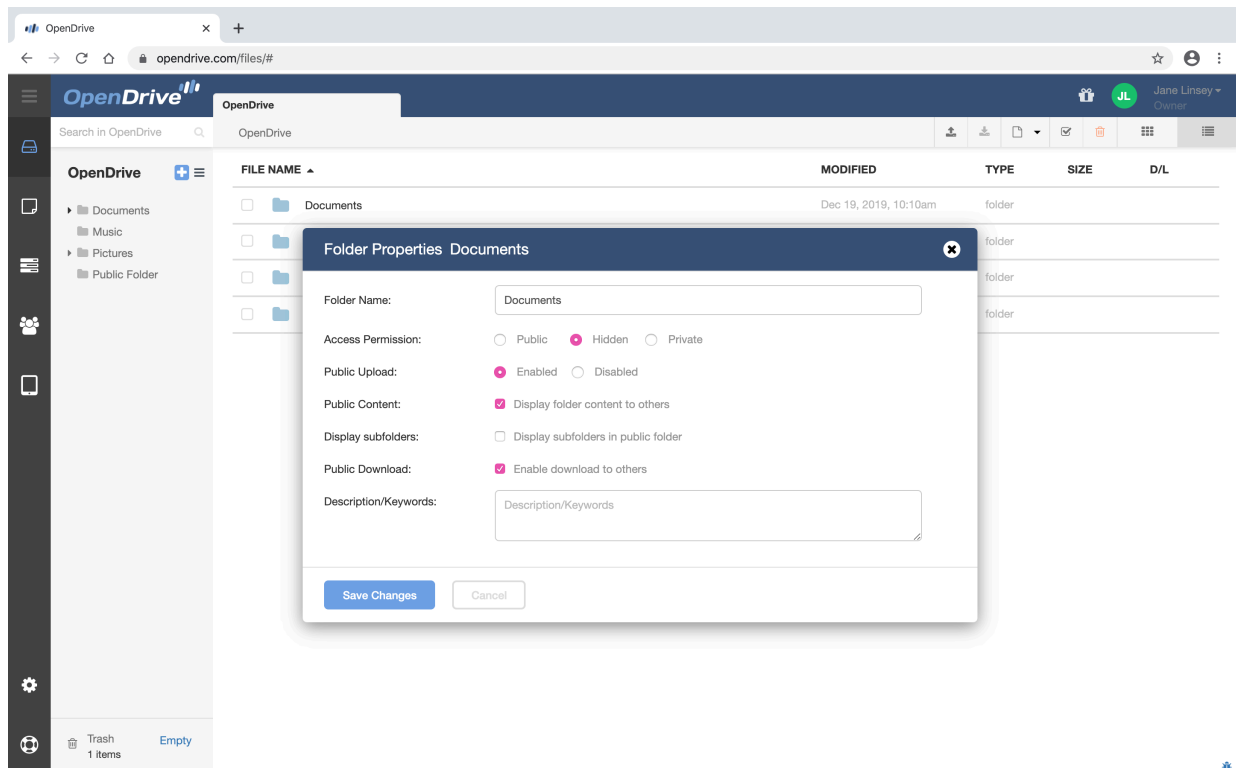 OpenDrive
opendrive.com/files/#
OpenDrive
OpenDrive
JL
Jane Linsey
Owner
Search in OpenDrive
OpenDrive
OpenDrive
FILE NAME
MODIFIED
TYPE
SIZE
D/L
Documents
Music
Pictures
Public Folder
Documents
Dec 19, 2019, 10:10am
folder
folder
folder
folder
Folder Properties Documents
Folder Name:
Documents
Access Permission:
Public
Hidden
Private
Public Upload:
Enabled
Disabled
Public Content:
Display folder content to others
Display subfolders:
Display subfolders in public folder
Public Download:
Enable download to others
Description/Keywords:
Description/Keywords
Save Changes
Cancel
Trash
1 items
Empty